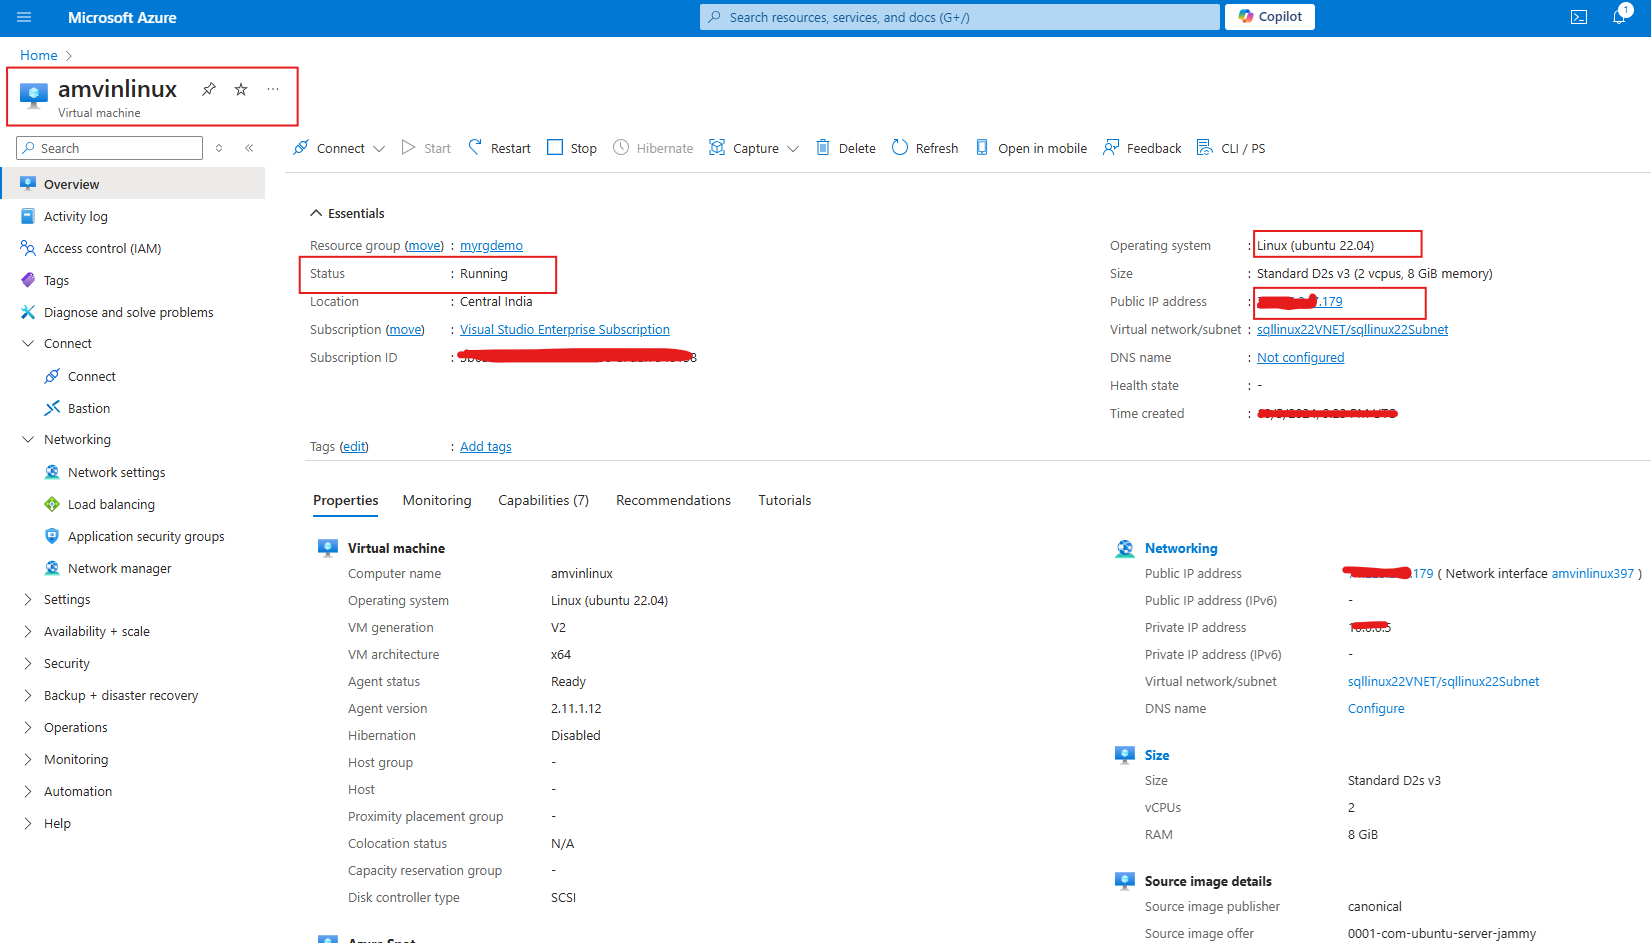 Microsoft Azure
Search resources, services, and docs (G+/)
Copilot
1
Home
amvinlinux
Virtual machine
Search
Connect
Start
Restart
Stop
Hibernate
Capture
Delete
Refresh
Open in mobile
Feedback
CLI / PS
Overview
Activity log
Access control (IAM)
Tags
Diagnose and solve problems
Connect
Connect
Bastion
Networking
Network settings
Load balancing
Application security groups
Network manager
Settings
Availability + scale
Security
Backup + disaster recovery
Operations
Monitoring
Automation
Help
Essentials
Resource group (move) : myrgdemo
Status : Running
Location : Central India
Subscription (move) : Visual Studio Enterprise Subscription
Subscription ID :
Operating system : Linux (ubuntu 22.04)
Size : Standard D2s v3 (2 vcpus, 8 GiB memory)
Public IP address : .179
Virtual network/subnet : sqllinux22VNET/sqllinux22Subnet
DNS name : Not configured
Health state : -
Time created :
Tags (edit) : Add tags
Properties
Monitoring
Capabilities (7)
Recommendations
Tutorials
Virtual machine
Computer name amvinlinux
Operating system Linux (ubuntu 22.04)
VM generation V2
VM architecture x64
Agent status Ready
Agent version 2.11.1.12
Hibernation Disabled
Host group -
Host -
Proximity placement group -
Colocation status N/A
Capacity reservation group -
Disk controller type SCSI
Azure Spot
Networking
Public IP address .179 ( Network interface amvinlinux397 )
Public IP address (IPv6) -
Private IP address
Private IP address (IPv6) -
Virtual network/subnet sqllinux22VNET/sqllinux22Subnet
DNS name Configure
Size
Size Standard D2s v3
vCPUs 2
RAM 8 GiB
Source image details
Source image publisher canonical
Source image offer 0001-com-ubuntu-server-jammy